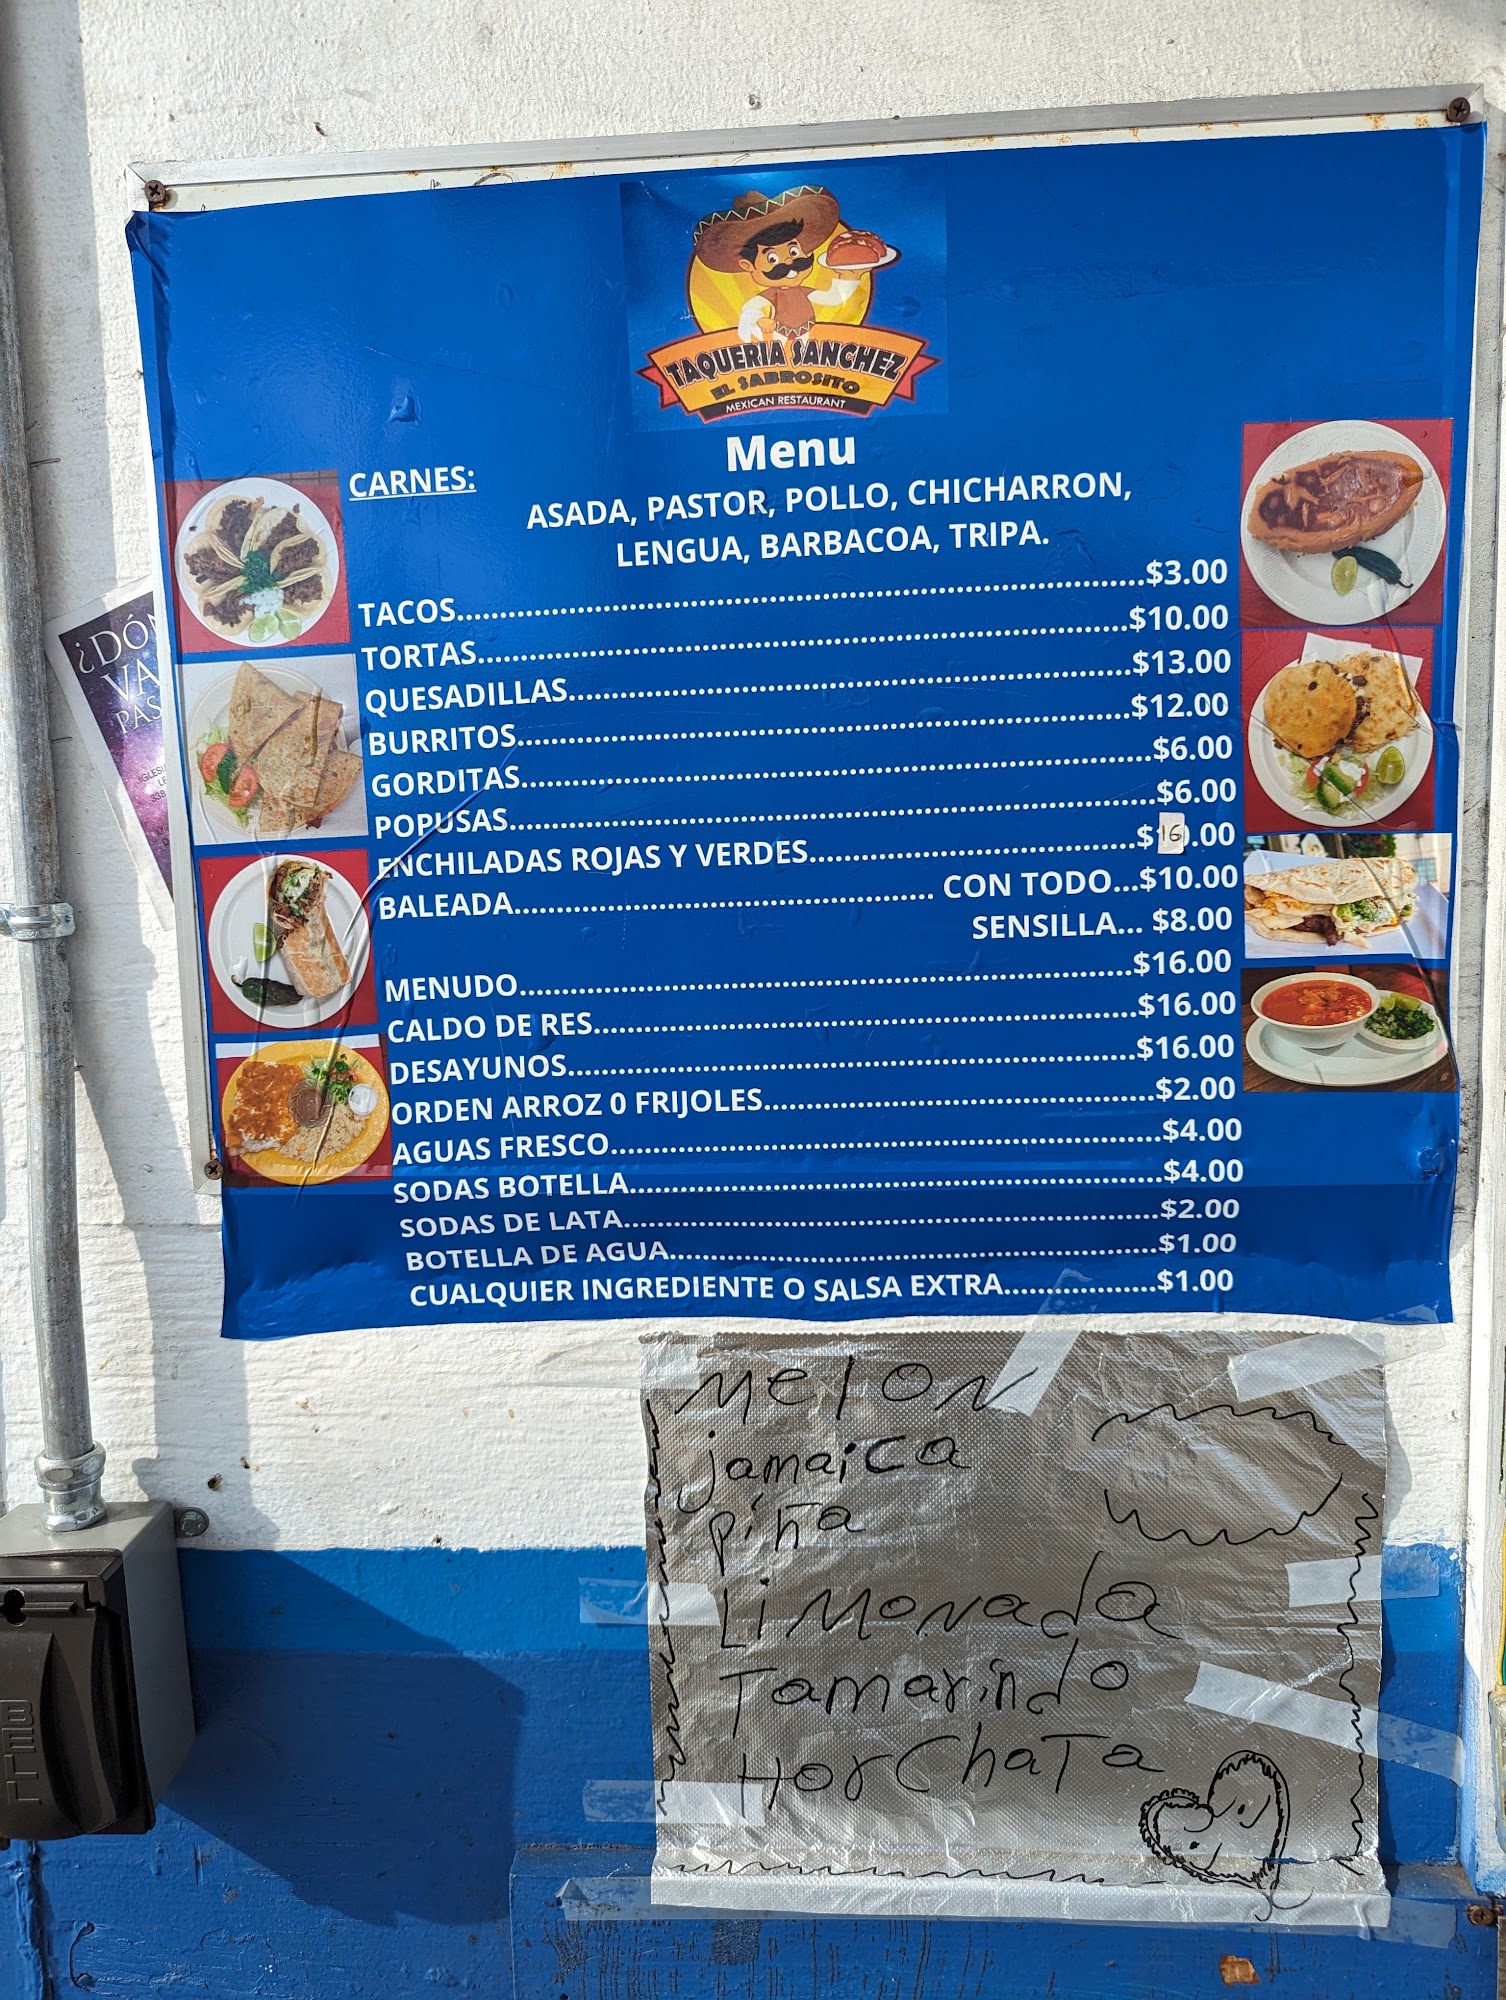 TAQUERIA SANCHEZ
EL SABROSITO
MEXICAN RESTAURANT
Menu
CARNES:
ASADA, PASTOR, POLLO, CHICHARRON,
LENGUA, BARBACOA, TRIPA.
TACOS...$3.00
TORTAS...$10.00
QUESADILLAS...$13.00
BURRITOS...$12.00
GORDITAS...$6.00
POPUSAS...$6.00
ENCHILADAS ROJAS Y VERDES...$16.00
BALEADA... CON TODO...$10.00
SENSILLA... $8.00
MENUDO...$16.00
CALDO DE RES...$16.00
DESAYUNOS...$16.00
ORDEN ARROZ 0 FRIJOLES...$2.00
AGUAS FRESCO...$4.00
SODAS BOTELLA...$4.00
SODAS DE LATA...$2.00
BOTELLA DE AGUA...$1.00
CUALQUIER INGREDIENTE O SALSA EXTRA...$1.00
Melon
jamaica
piña
Limonada
Tamarindo
HorChaTa
BELL